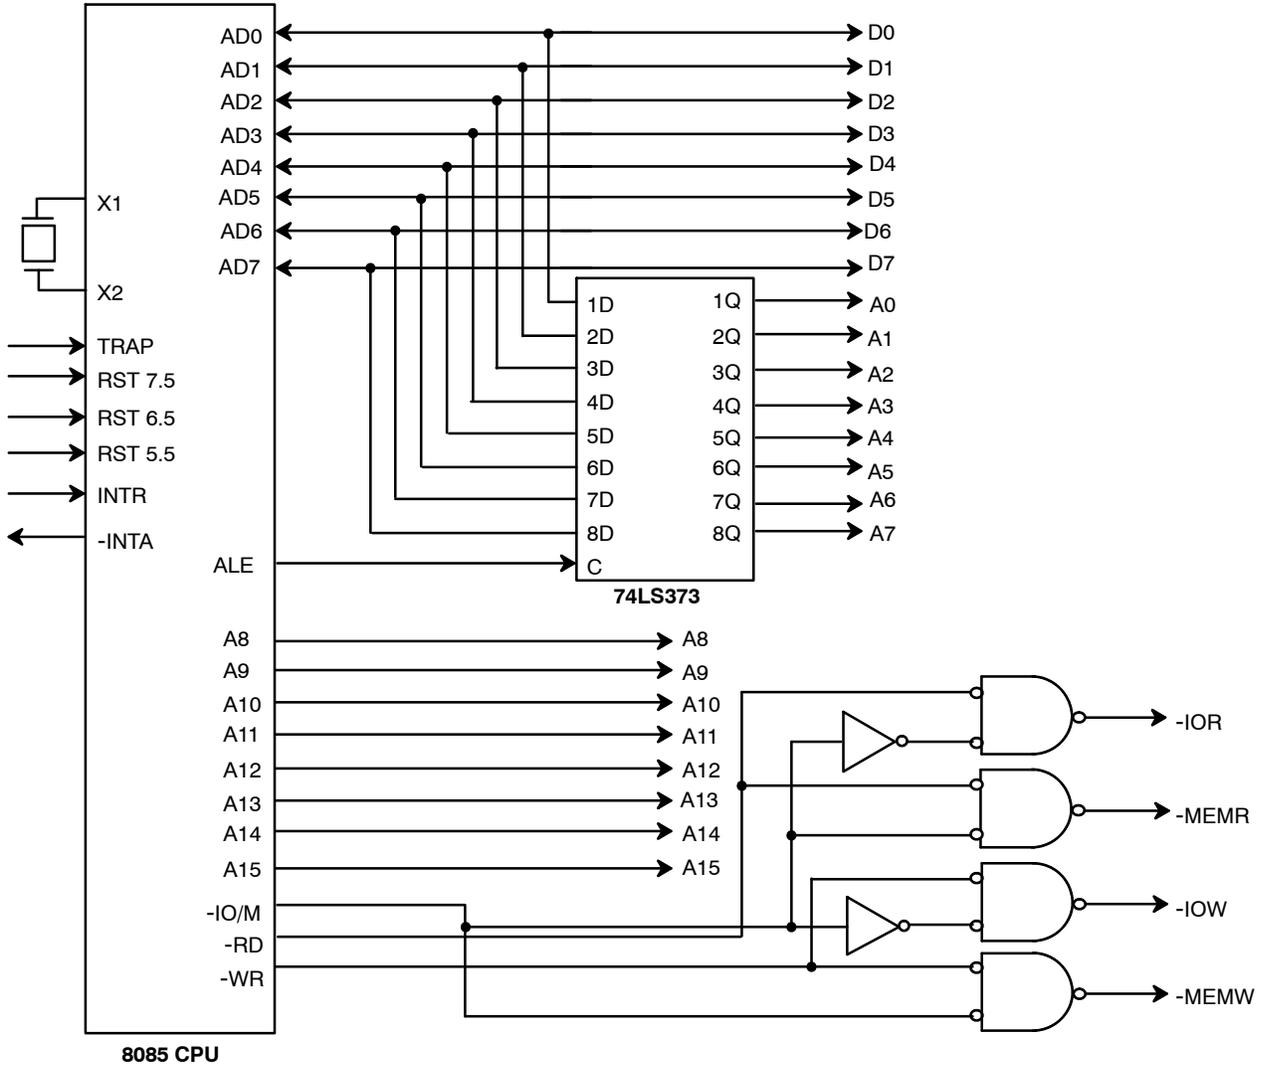 AD0
D0
AD1
D1
AD2
D2
AD3
D3
AD4
D4
AD5
D5
X1
AD6
D6
AD7
D7
X2
1D
1Q
A0
2D
2Q
A1
TRAP
3D
3Q
A2
RST 7.5
4D
4Q
A3
RST 6.5
5D
5Q
A4
RST 5.5
6D
6Q
A5
INTR
7D
7Q
A6
-INTA
8D
8Q
A7
ALE
C
74LS373
A8
A8
A9
A9
A10
A10
-IOR
A11
A11
A12
A12
A13
A13
-MEMR
A14
A14
A15
A15
-IO/M
-IOW
-RD
-WR
-MEMW
8085 CPU